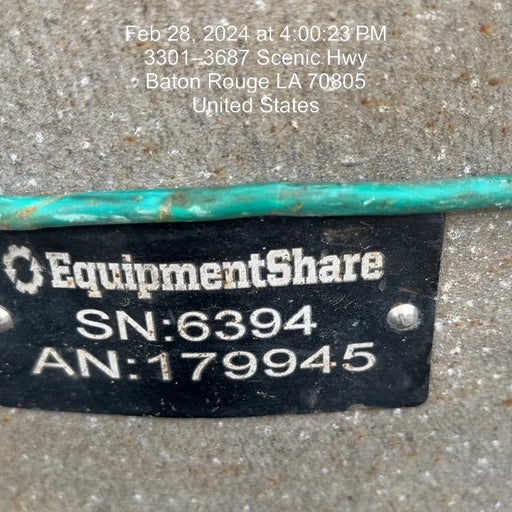 Feb 28, 2024 at 4:00:23 PM
3301–3687 Scenic Hwy
Baton Rouge LA 70805
United States
EquipmentShare
SN:6394
AN:179945